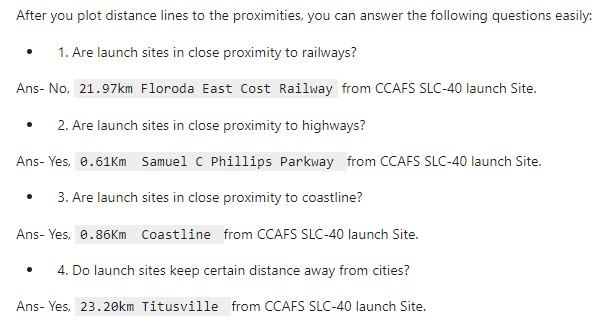 After you plot distance lines to the proximities, you can answer the following questions easily:
• 1. Are launch sites in close proximity to railways?
Ans- No, 21.97km Floroda East Cost Railway from CCAFS SLC-40 launch Site.
• 2. Are launch sites in close proximity to highways?
Ans- Yes, 0.61Km Samuel C Phillips Parkway from CCAFS SLC-40 launch Site.
• 3. Are launch sites in close proximity to coastline?
Ans- Yes, 0.86Km Coastline from CCAFS SLC-40 launch Site.
• 4. Do launch sites keep certain distance away from cities?
Ans- Yes, 23.20km Titusville from CCAFS SLC-40 launch Site.